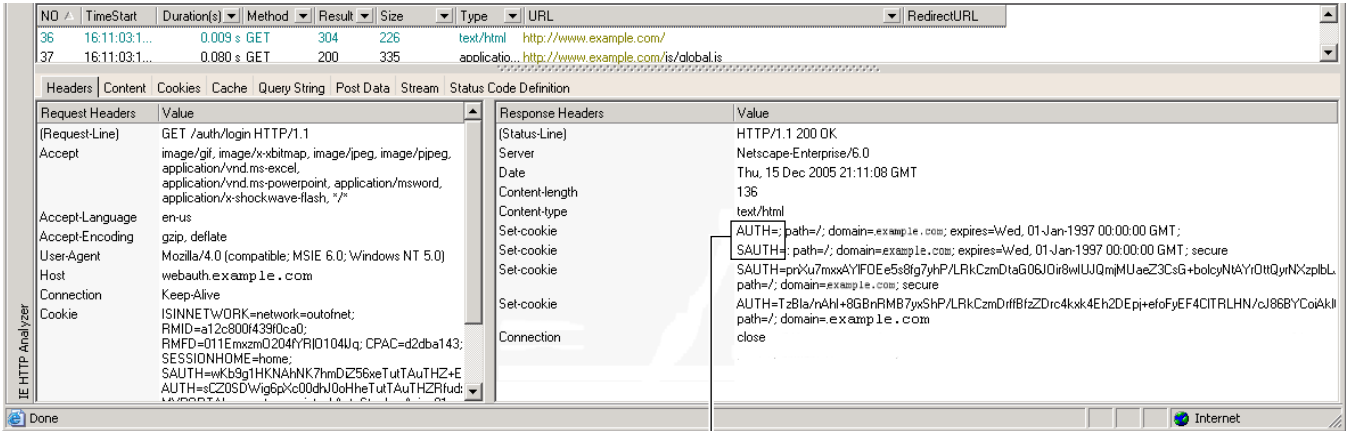 NO TimeStart Duration(s) Method Result Size Type URL RedirectURL
36 16:11:03:1... 0.009 s GET 304 226 text/html http://www.example.com/
37 16:11:03:1... 0.080 s GET 200 335 applicatio... http://www.example.com/js/global.js
Headers Content Cookies Cache Query String Post Data Stream Status Code Definition
Request Headers Value
(Request-Line) GET /auth/login HTTP/1.1
Accept image/gif, image/x-xbitmap, image/jpeg, image/pjpeg,
application/vnd.ms-excel,
application/vnd.ms-powerpoint, application/msword,
application/x-shockwave-flash, */*
Accept-Language en-us
Accept-Encoding gzip, deflate
User-Agent Mozilla/4.0 (compatible; MSIE 6.0; Windows NT 5.0)
Host webauth.example.com
Connection Keep-Alive
Cookie ISINNETWORK=network=outofnet;
RMID=a12c800f439f0ca0;
CPAC=d2dba143;
SESSIONHOME=home;
Response Headers Value
(Status-Line) HTTP/1.1 200 OK
Server Netscape-Enterprise/6.0
Date Thu, 15 Dec 2005 21:11:08 GMT
Content-length 136
Content-type text/html
Set-cookie AUTH=; path=/; domain=.example.com; expires=Wed, 01-Jan-1997 00:00:00 GMT;
Set-cookie SAUTH=; path=/; domain=.example.com; expires=Wed, 01-Jan-1997 00:00:00 GMT; secure
Set-cookie
path=/; domain=.example.com; secure
Set-cookie
path=/; domain=.example.com
Connection close
IE HTTP Analyzer
Done Internet